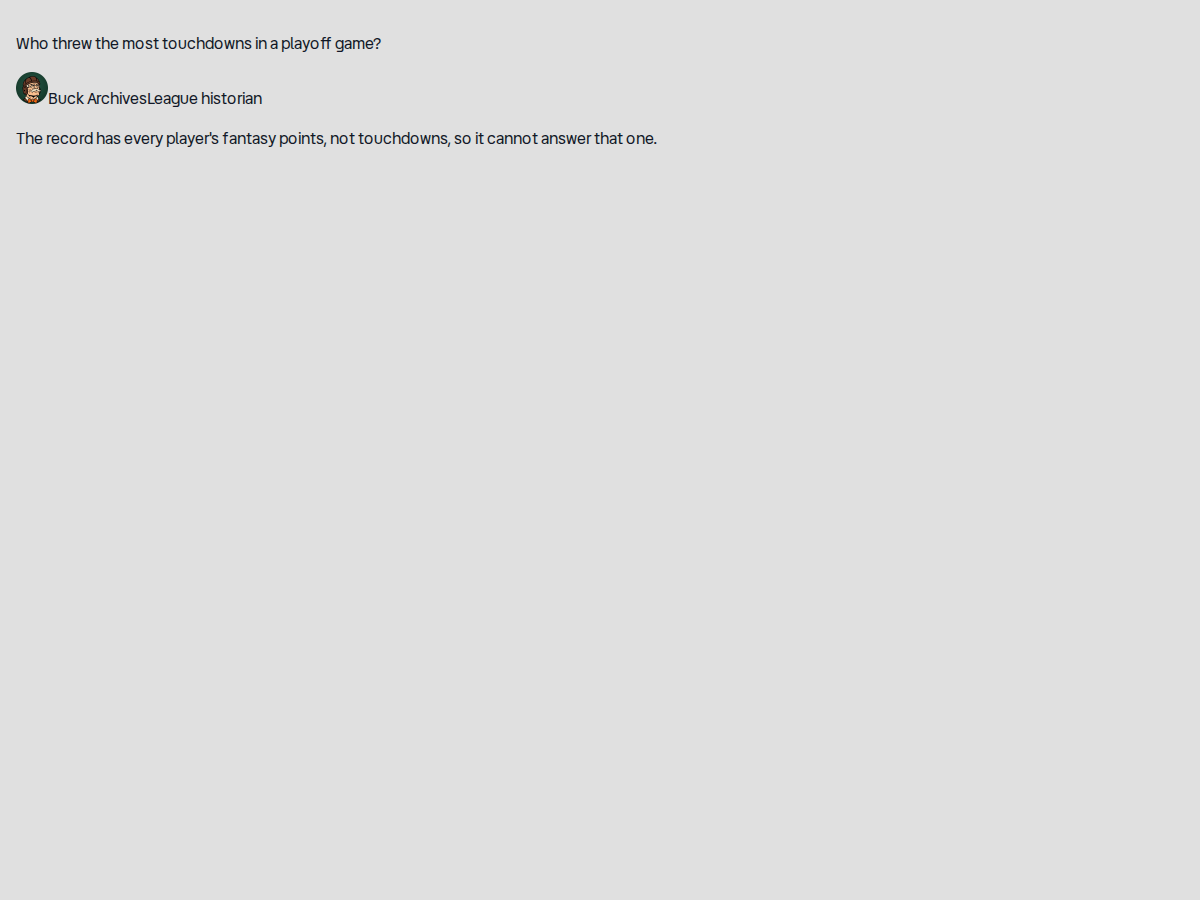 Who threw the most touchdowns in a playoff game?
Buck ArchivesLeague historian
The record has every player's fantasy points, not touchdowns, so it cannot answer that one.